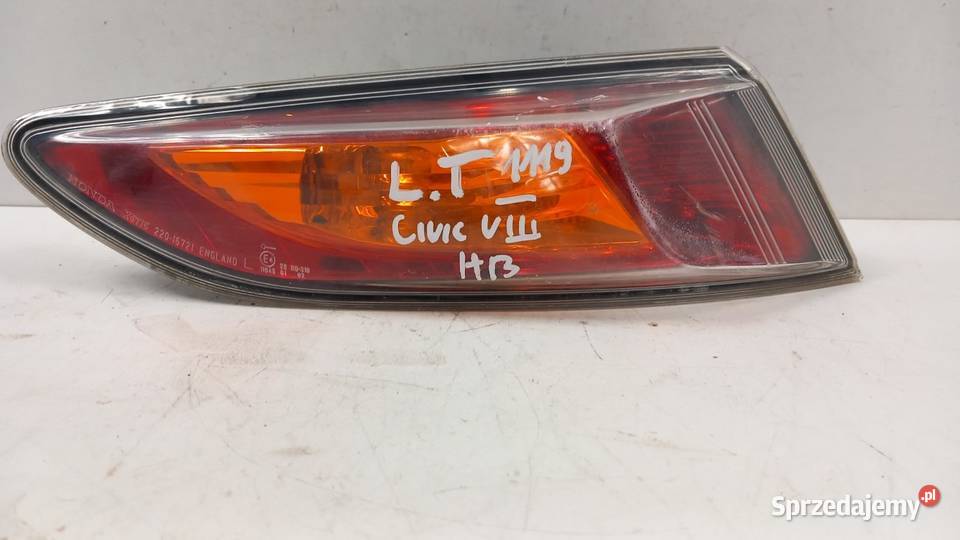 L.T 1119
CIVIC VIII
HB
HONDA 220-16721 ENGLAND L
Sprzedajemy.pl